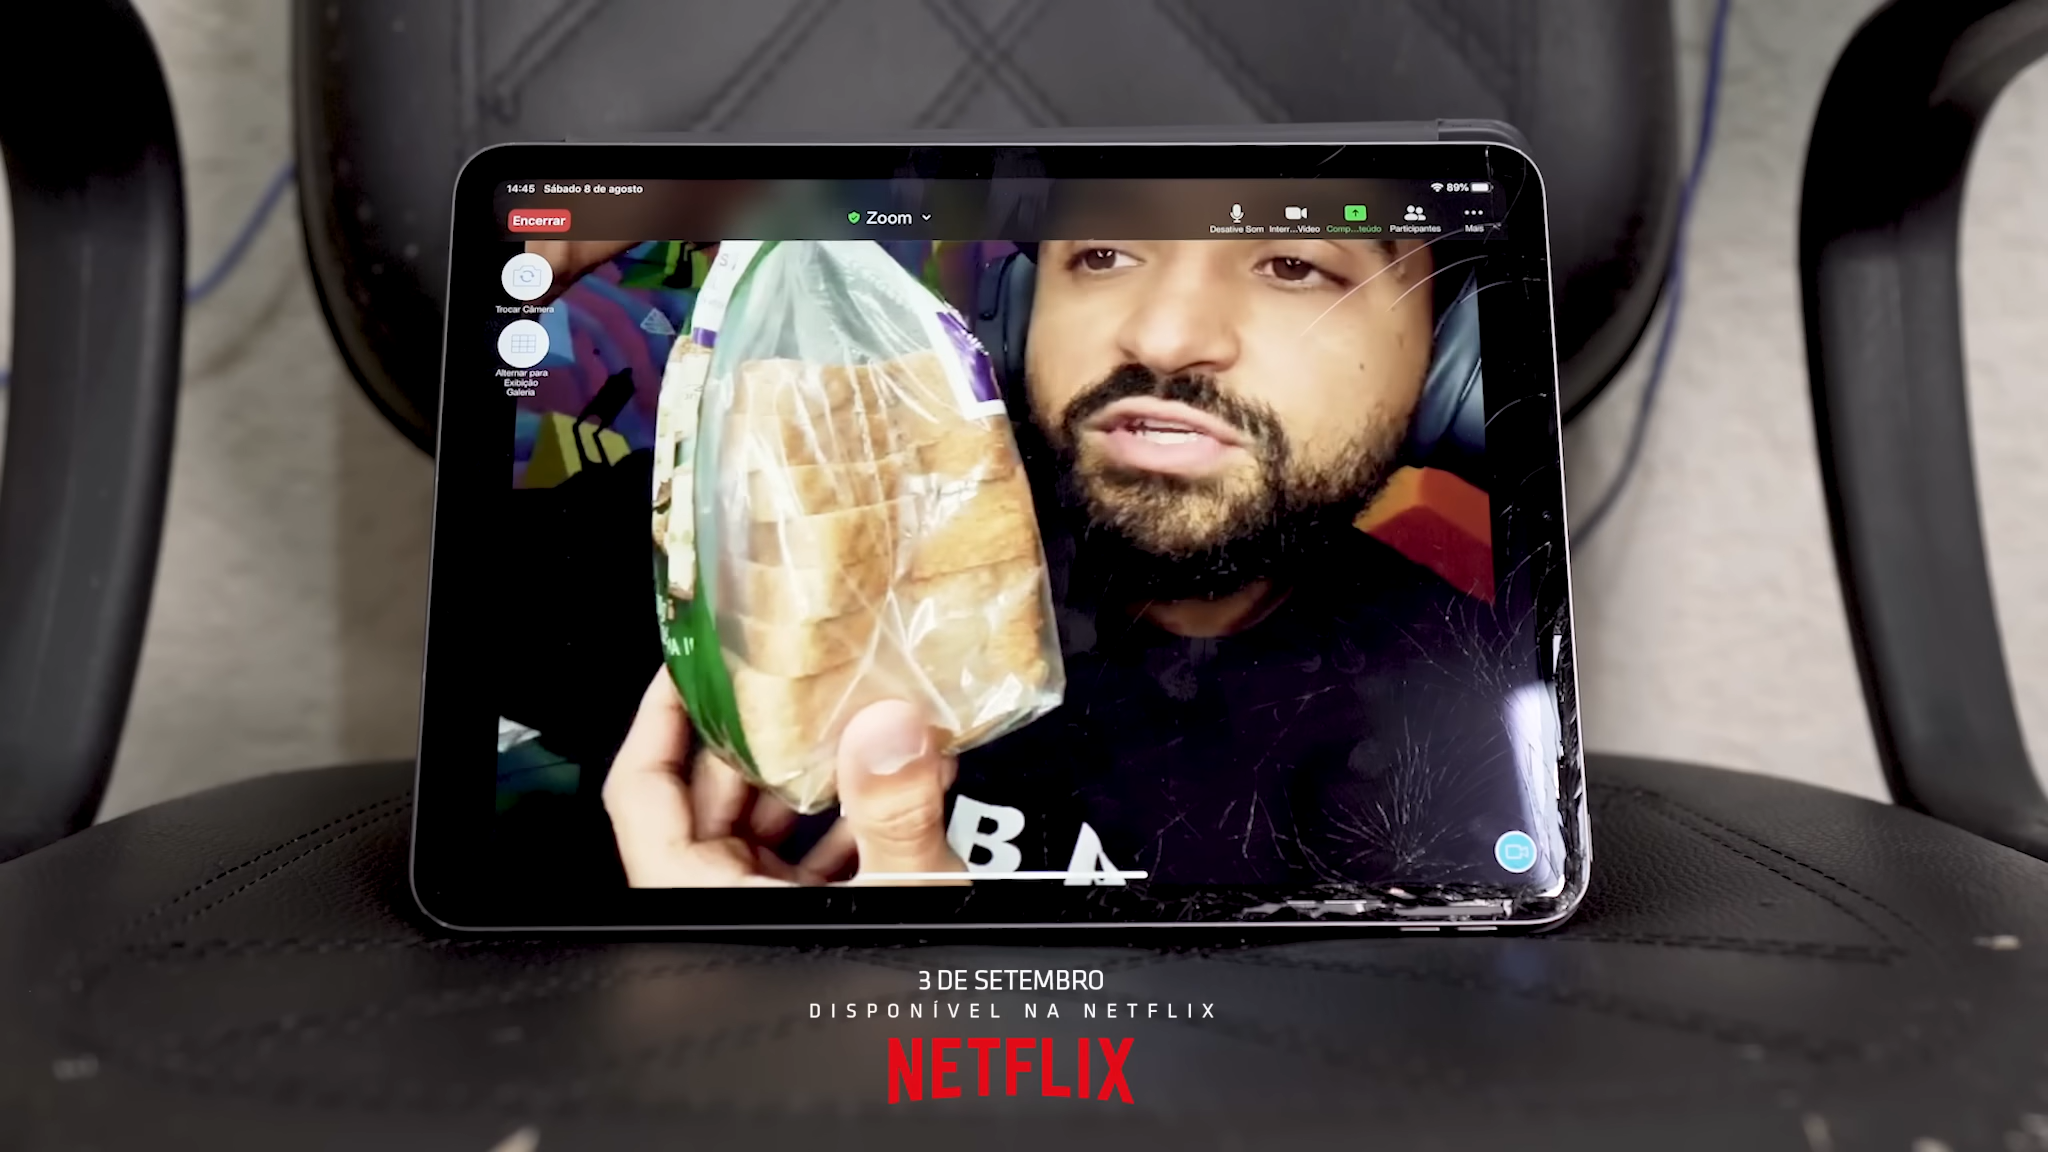 14:45 Sábado 8 de agosto
89%
Encerrar
Zoom
Desative Som
Interr...Vídeo
Comp...teúdo
Participantes
Mais
Trocar Câmera
Alternar para
Exibição
Galeria
B
3 DE SETEMBRO
DISPONÍVEL NA NETFLIX
NETFLIX